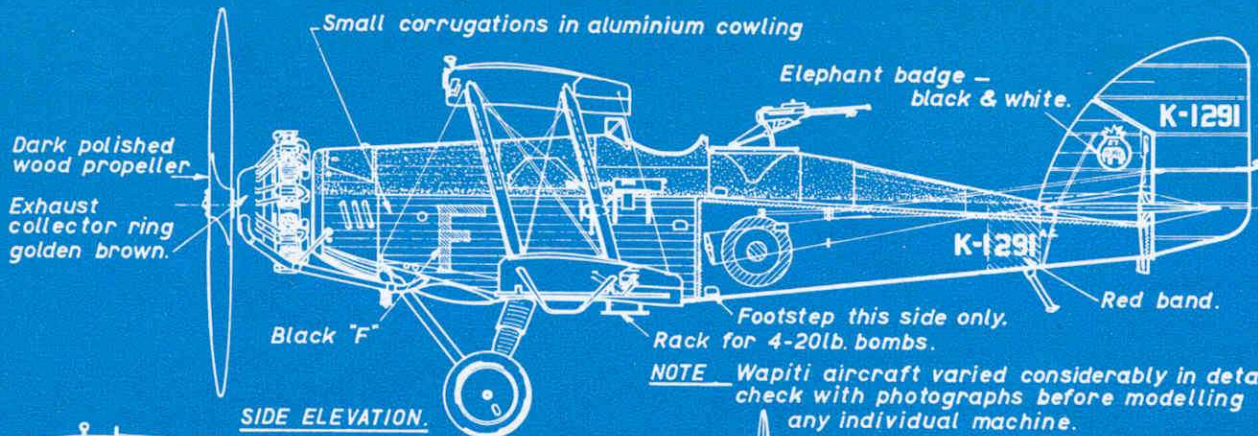 Small corrugations in aluminium cowling
Elephant badge –
black & white.
K-1291
Dark polished
wood propeller
Exhaust
collector ring
golden brown.
F
K-1291
Black "F"
Red band.
Footstep this side only.
Rack for 4-20lb. bombs.
NOTE Wapiti aircraft varied considerably in deta
check with photographs before modelling
any individual machine.
SIDE ELEVATION.